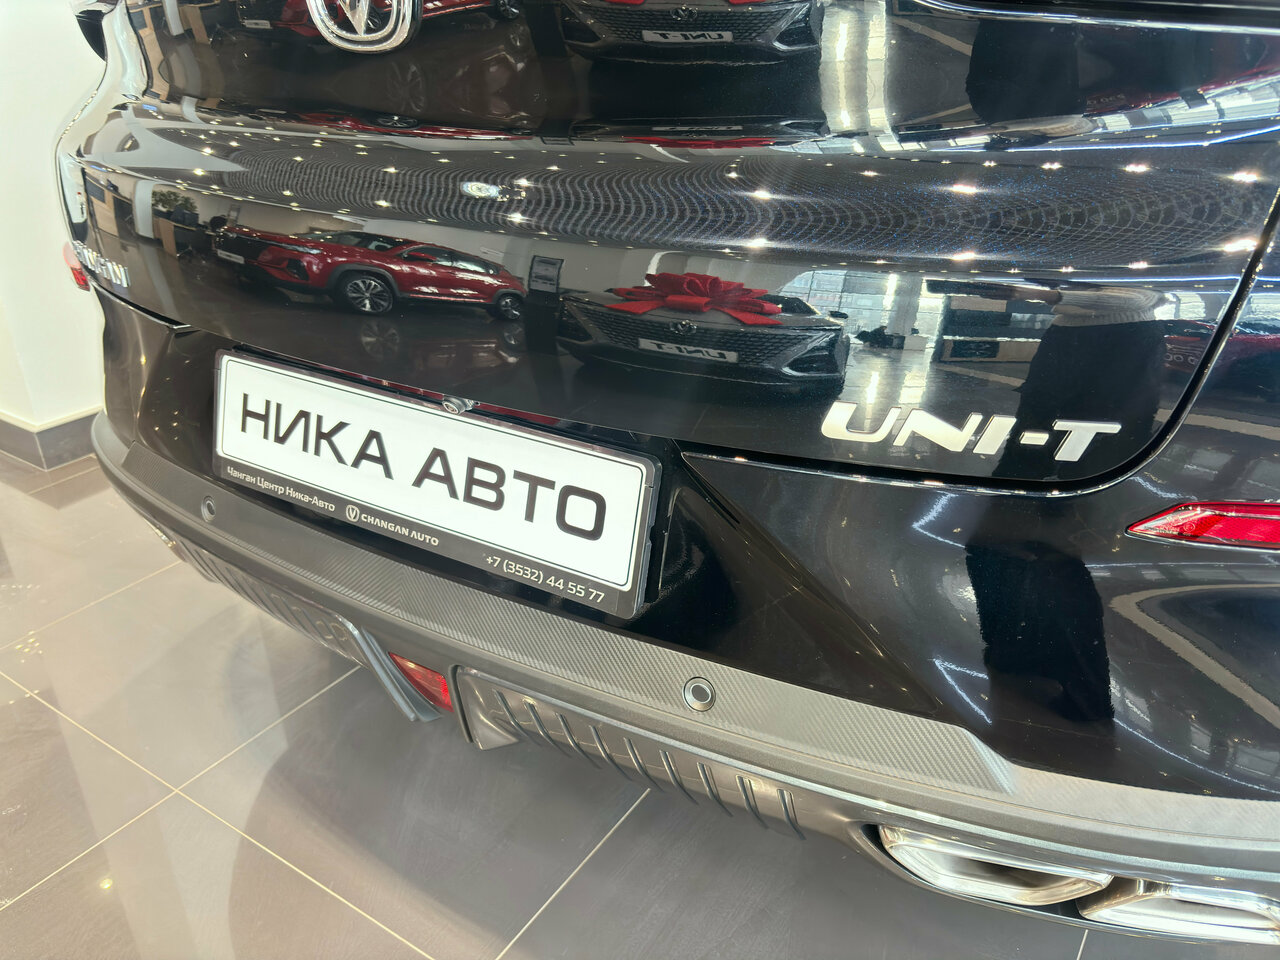 UNI-T
НИКА АВТО
Чанган Центр Ника-Авто
CHANGAN AUTO
+7 (3532) 44 55 77